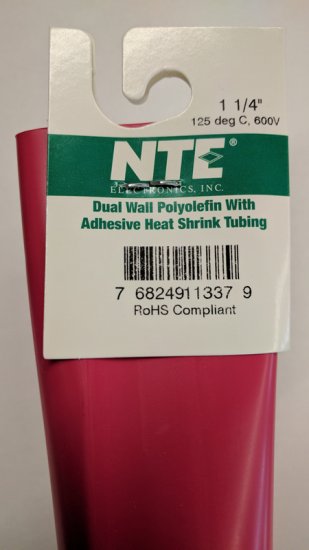 1 1/4"
125 deg C, 600V
NTE®
ELECTRONICS, INC.
Dual Wall Polyolefin With
Adhesive Heat Shrink Tubing
7 6824911337 9
RoHS Compliant